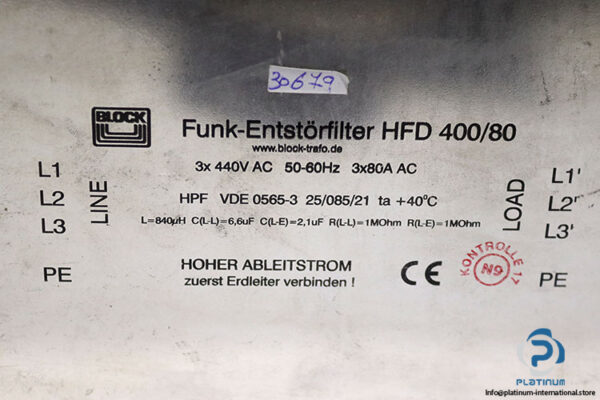 30679
BLOCK
Funk-Entstörfilter HFD 400/80
www.block-trafo.de
3x 440V AC 50-60Hz 3x80A AC
HPF VDE 0565-3 25/085/21 ta +40°C
L=840µH C(L-L)=6,6uF C(L-E)=2,1uF R(L-L)=1MOhm R(L-E)=1MOhm
L1
L2
L3
PE
LINE
LOAD
L1'
L2'
L3'
PE
HOHER ABLEITSTROM
zuerst Erdleiter verbinden !
CE
KONTROLLE 17
N9
PLATINUM
Info@platinum-international.store